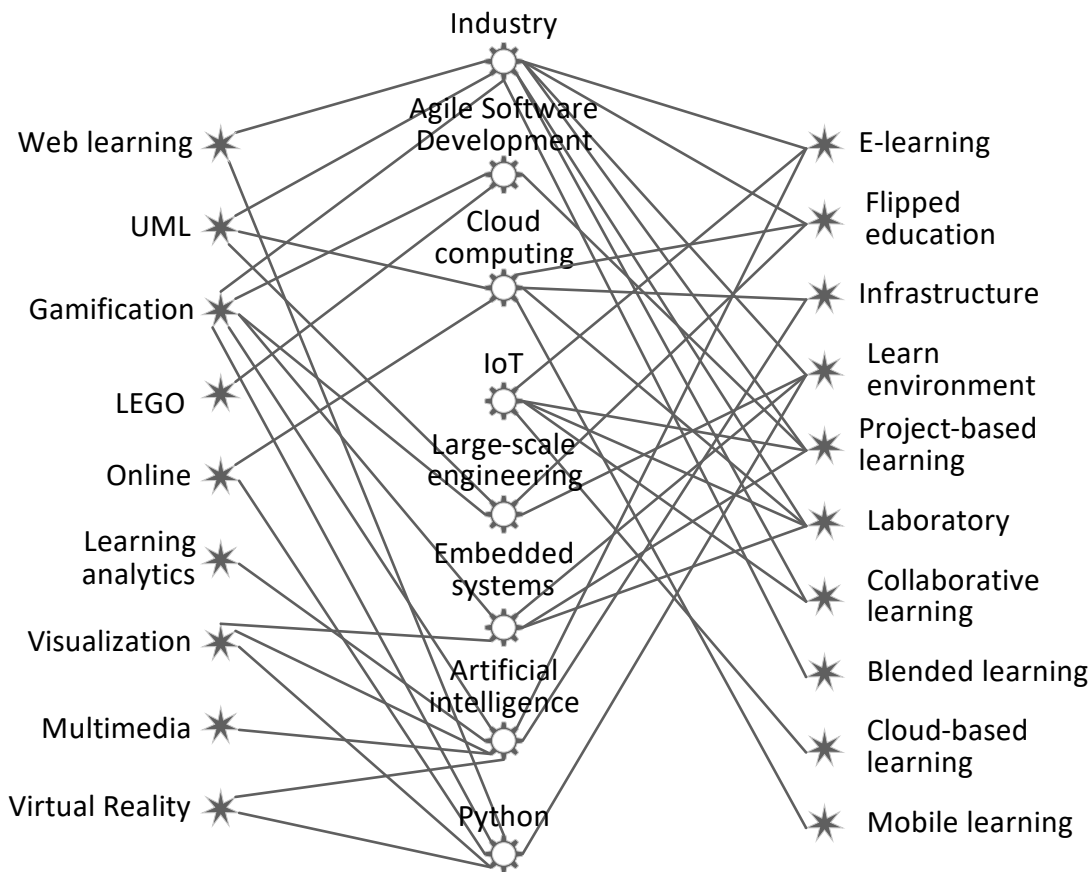 Industry
Agile Software
Development
Cloud
computing
IoT
Large-scale
engineering
Embedded
systems
Artificial
intelligence
Python
Web learning
UML
Gamification
LEGO
Online
Learning
analytics
Visualization
Multimedia
Virtual Reality
E-learning
Flipped
education
Infrastructure
Learn
environment
Project-based
learning
Laboratory
Collaborative
learning
Blended learning
Cloud-based
learning
Mobile learning